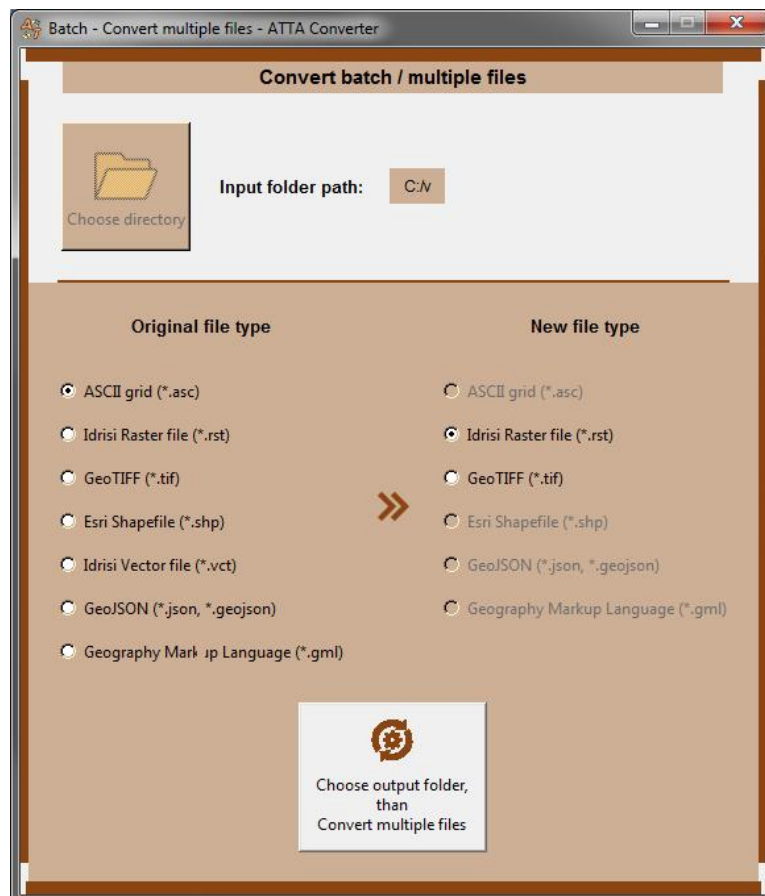 Batch - Convert multiple files - ATTA Converter
Convert batch / multiple files
Choose directory
Input folder path:
C:/v
Original file type
New file type
ASCII grid (*.asc)
ASCII grid (*.asc)
Idrisi Raster file (*.rst)
Idrisi Raster file (*.rst)
GeoTIFF (*.tif)
GeoTIFF (*.tif)
Esri Shapefile (*.shp)
Esri Shapefile (*.shp)
Idrisi Vector file (*.vct)
GeoJSON (*.json, *.geojson)
GeoJSON (*.json, *.geojson)
Geography Markup Language (*.gml)
Geography Markup Language (*.gml)
Choose output folder,
than
Convert multiple files